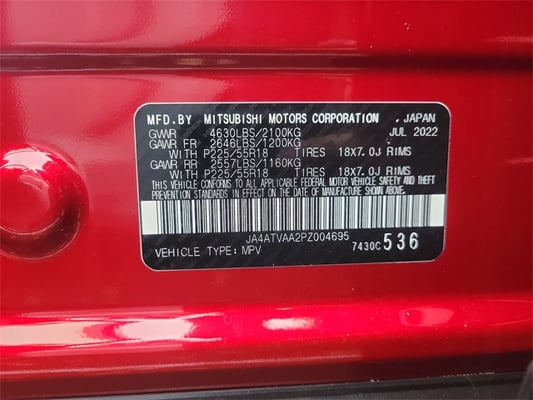 MFD.BY MITSUBISHI MOTORS CORPORATION . JAPAN
GVWR 4630LBS/2100KG JUL 2022
GAWR FR 2646LBS/1200KG
WITH P225/55R18 TIRES 18X7.0J RIMS
GAWR RR 2557LBS/1160KG
WITH P225/55R18 TIRES 18X7.0J RIMS
THIS VEHICLE CONFORMS TO ALL APPLICABLE FEDERAL MOTOR VEHICLE SAFETY AND THEFT
PREVENTION STANDARDS IN EFFECT ON THE DATE OF MANUFACTURE SHOWN ABOVE.
JA4ATVAA2PZ004695
7430C 536
VEHICLE TYPE: MPV